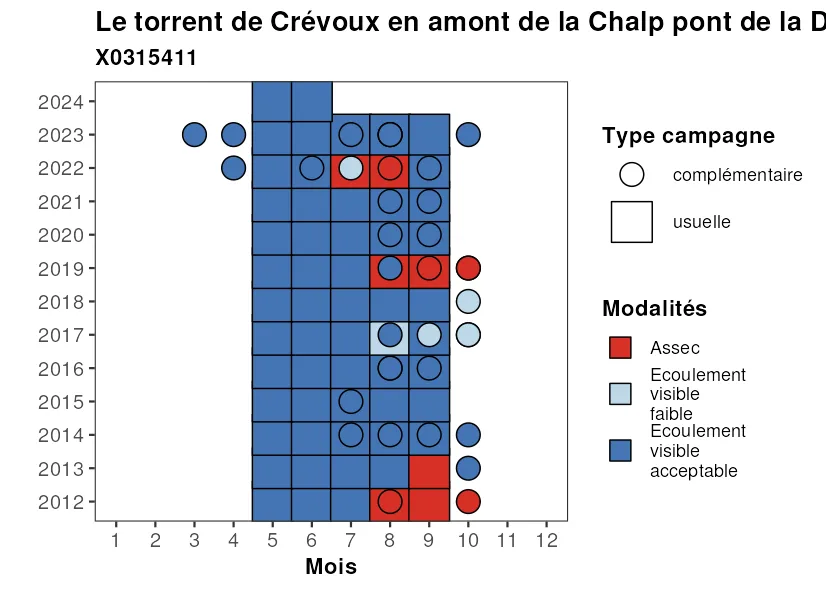 Le torrent de Crévoux en amont de la Chalp pont de la D
X0315411
2024
2023
2022
2021
2020
2019
2018
2017
2016
2015
2014
2013
2012
1 2 3 4 5 6 7 8 9 10 11 12
Mois
Type campagne
complémentaire
usuelle
Modalités
Assec
Ecoulement
visible
faible
Ecoulement
visible
acceptable